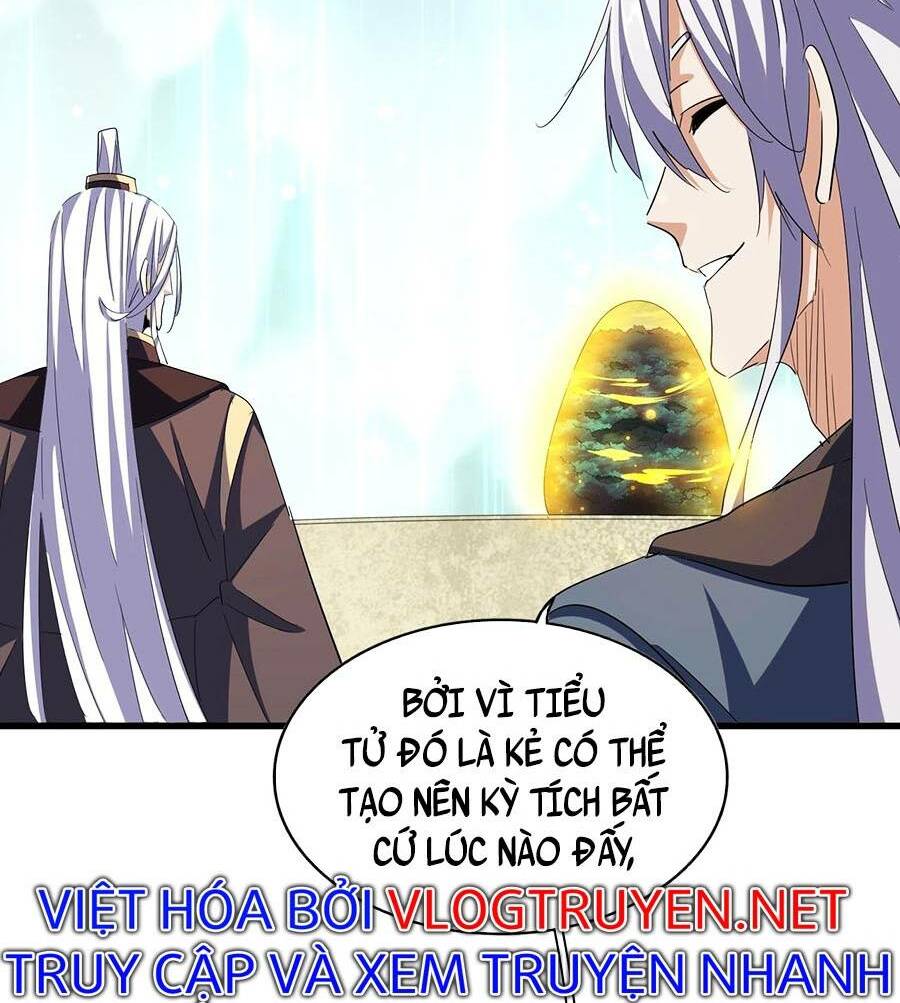 BỞI VÌ TIỂU
TỬ ĐÓ LÀ KẺ CÓ THỂ
TẠO NÊN KỲ TÍCH BẤT
CỨ LÚC NÀO ĐẤY,
VIỆT HÓA BỞI VLOGTRUYEN.NET
TRUY CẬP VÀ XEM TRUYỆN NHANH